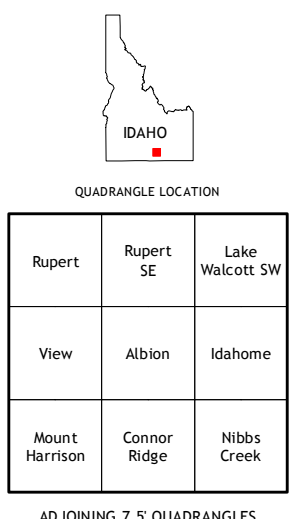 IDAHO
QUADRANGLE LOCATION
Rupert
Rupert
SE
Lake
Walcott SW
View
Albion
Idahome
Mount
Harrison
Connor
Ridge
Nibbs
Creek
ADJOINING 7.5' QUADRANGLES